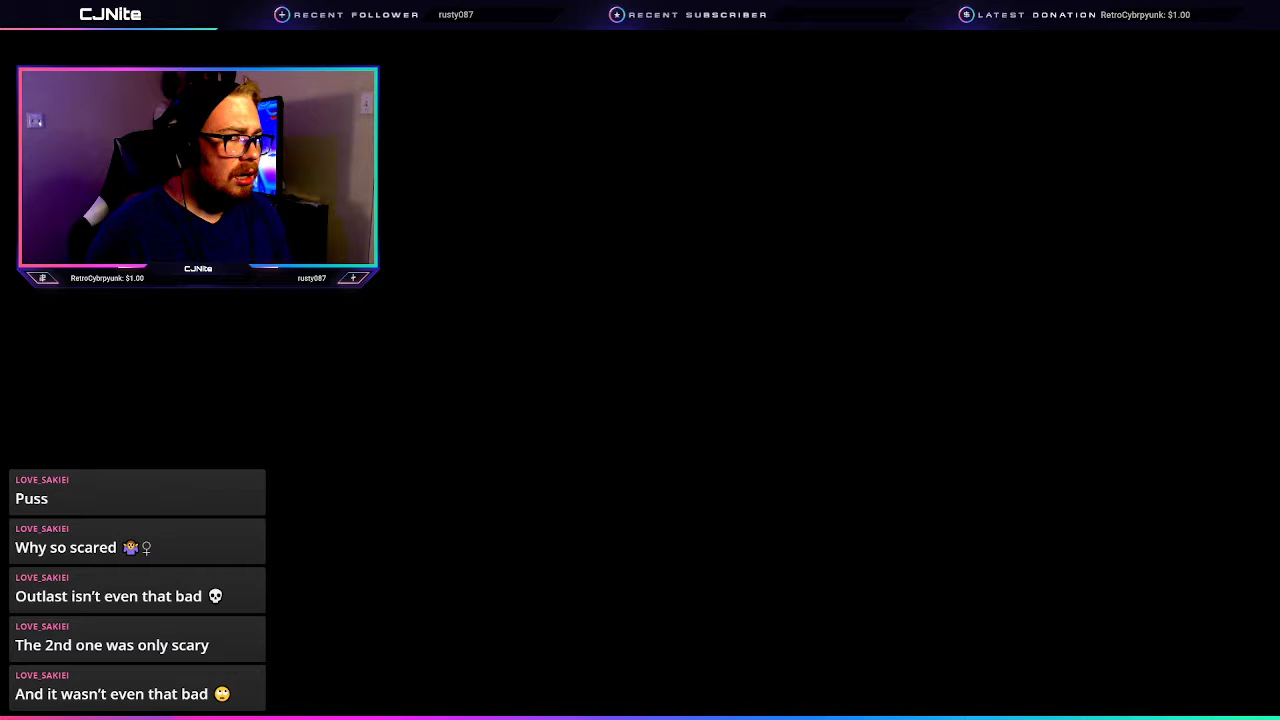 CJNite
RECENT FOLLOWER rusty087
RECENT SUBSCRIBER
LATEST DONATION RetroCybrpyunk: $1.00
CJNite
RetroCybrpyunk: $1.00
rusty087
LOVE_SAKIEI
Puss
LOVE_SAKIEI
Why so scared 🤷♀
LOVE_SAKIEI
Outlast isn’t even that bad 💀
LOVE_SAKIEI
The 2nd one was only scary
LOVE_SAKIEI
And it wasn’t even that bad 🙄